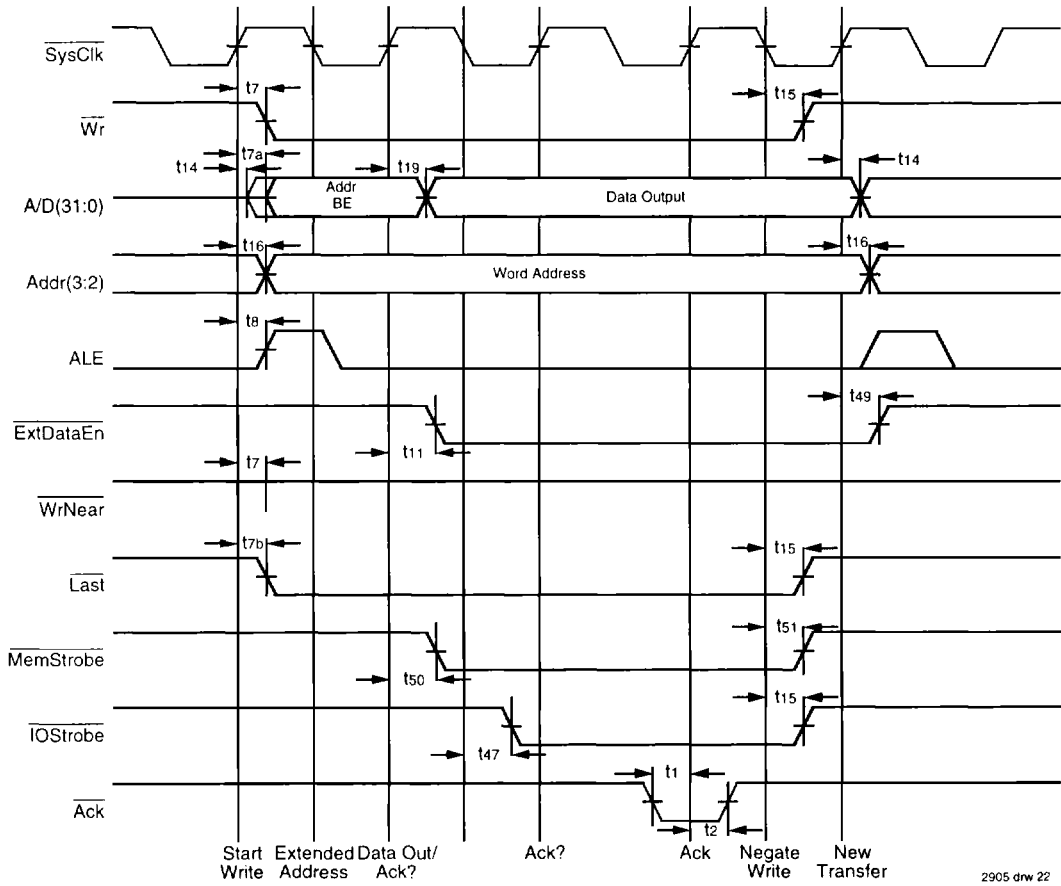 SysClk
t7
t15
Wr
t7a
t14
t19
t14
Addr
BE
Data Output
A/D(31:0)
t16
t16
Word Address
Addr(3:2)
t8
ALE
t49
ExtDataEn
t11
t7
WrNear
t7b
t15
Last
t51
MemStrobe
t50
t15
IOStrobe
t47
t1
Ack
t2
Start Write
Extended Address
Data Out/ Ack?
Ack?
Ack
Negate Write
New Transfer
2905 drw 22